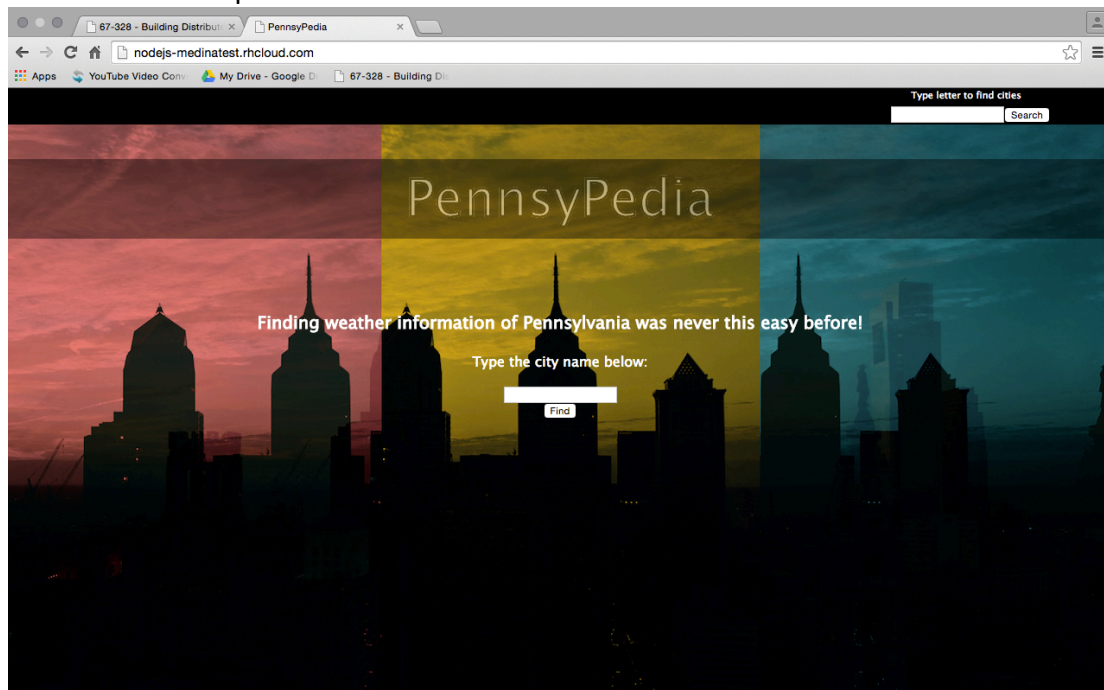 67-328 - Building Distribut
PennsyPedia
nodejs-medinatest.rhcloud.com
Apps
YouTube Video Conv
My Drive - Google D
67-328 - Building Dis
Type letter to find cities
Search
PennsyPedia
Finding weather information of Pennsylvania was never this easy before!
Type the city name below:
Find